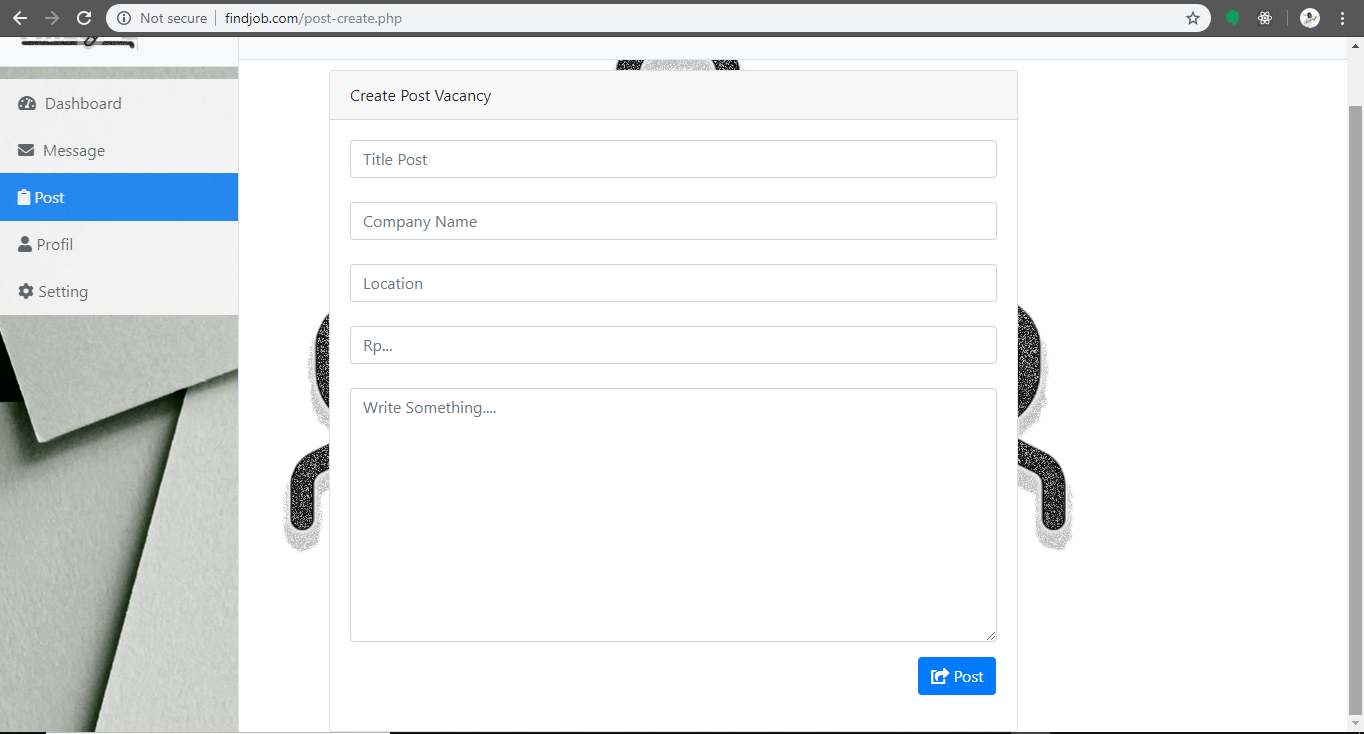 Not secure | findjob.com/post-create.php
Dashboard
Message
Post
Profil
Setting
Create Post Vacancy
Title Post
Company Name
Location
Rp...
Write Something....
Post